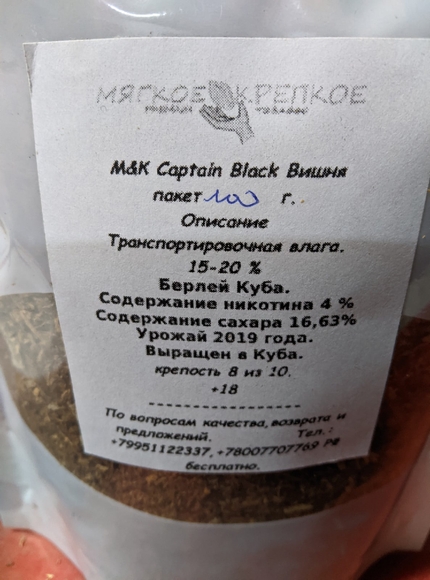 МЯГКОЕ КРЕПКОЕ
M&K Captain Black Вишня
пакет 100 г.
Описание
Транспортировочная влага.
15-20 %
Берлей Куба.
Содержание никотина 4 %
Содержание сахара 16,63%
Урожай 2019 года.
Выращен в Куба.
крепость 8 из 10.
+18
--------------------
По вопросам качества, возврата и
предложений. Тел.:
+79951122337, +78007707769 РФ
бесплатно.